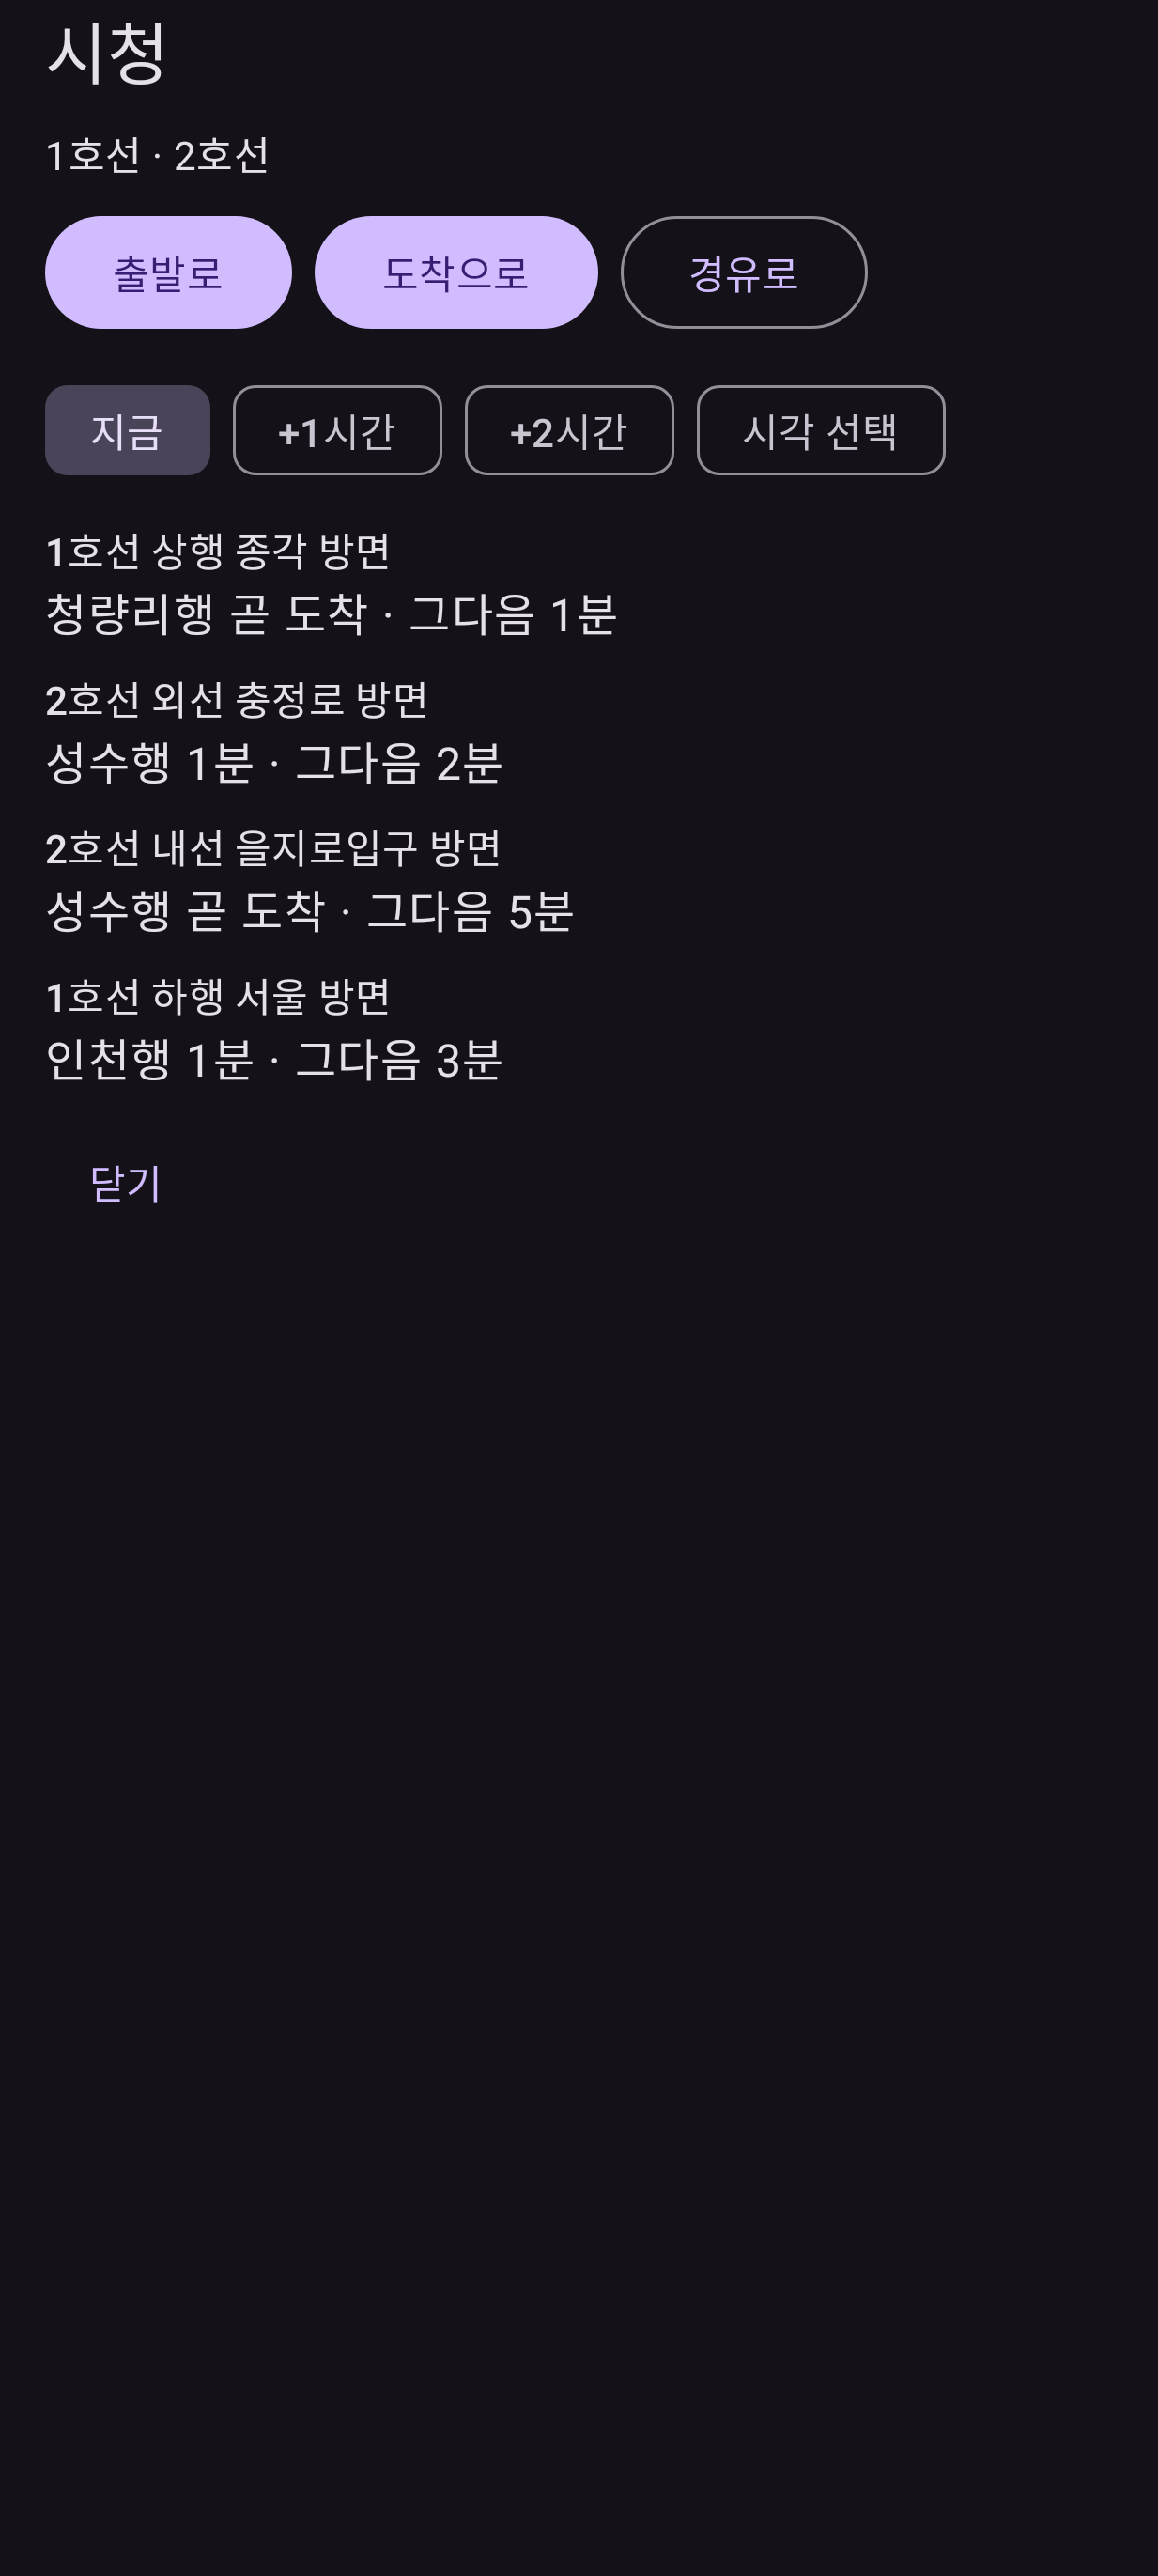 시청
1호선 · 2호선
출발로 도착으로 경유로
지금 +1시간 +2시간 시각 선택
1호선 상행 종각 방면
청량리행 곧 도착 · 그다음 1분
2호선 외선 충정로 방면
성수행 1분 · 그다음 2분
2호선 내선 을지로입구 방면
성수행 곧 도착 · 그다음 5분
1호선 하행 서울 방면
인천행 1분 · 그다음 3분
닫기